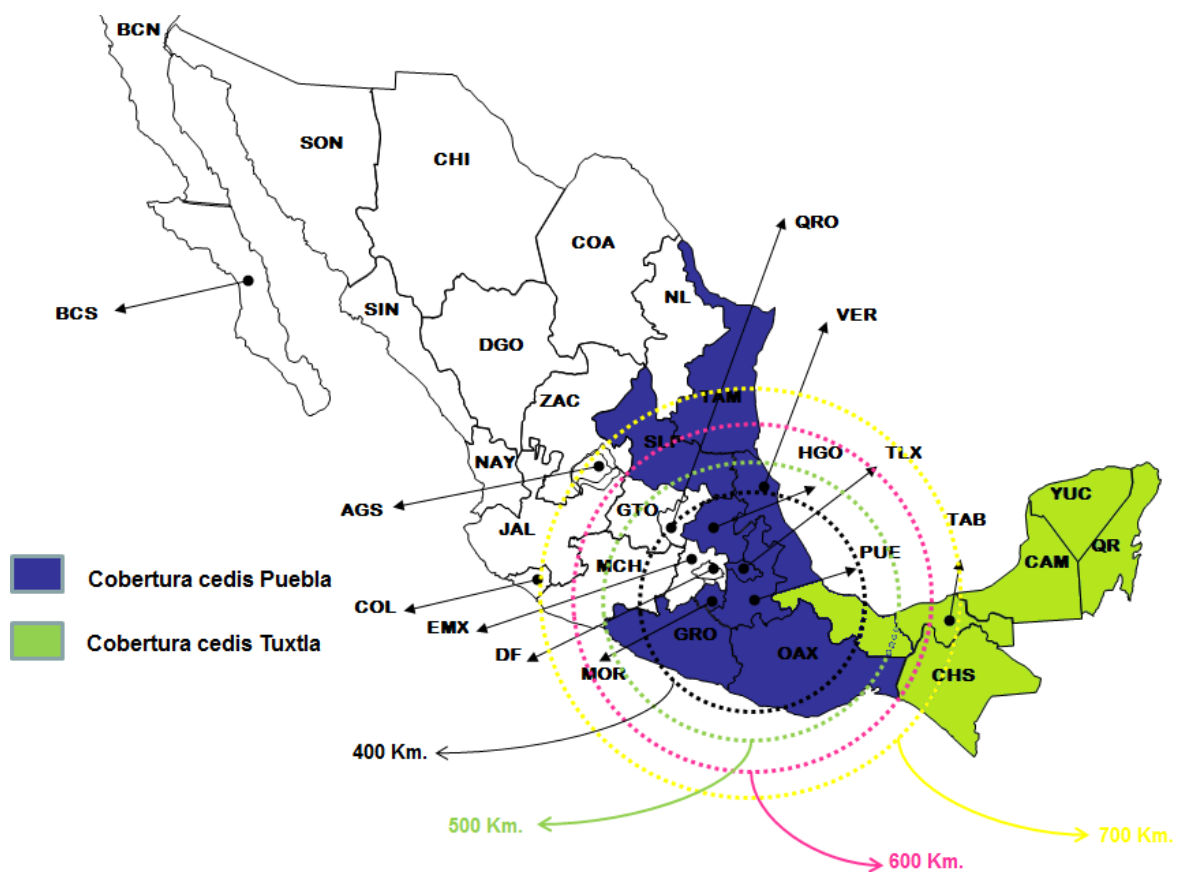 BCN
SON
CHI
COA
QRO
NL
BCS
SIN
VER
DGO
ZAC
TAM
SLP
HGO
TLX
NAY
AGS
GTO
TAB
YUC
JAL
QR
CAM
PUE
MCH
Cobertura cedis Puebla
COL
EMX
GRO
OAX
Cobertura cedis Tuxtla
DF
MOR
CHS
400 Km.
500 Km.
700 Km.
600 Km.